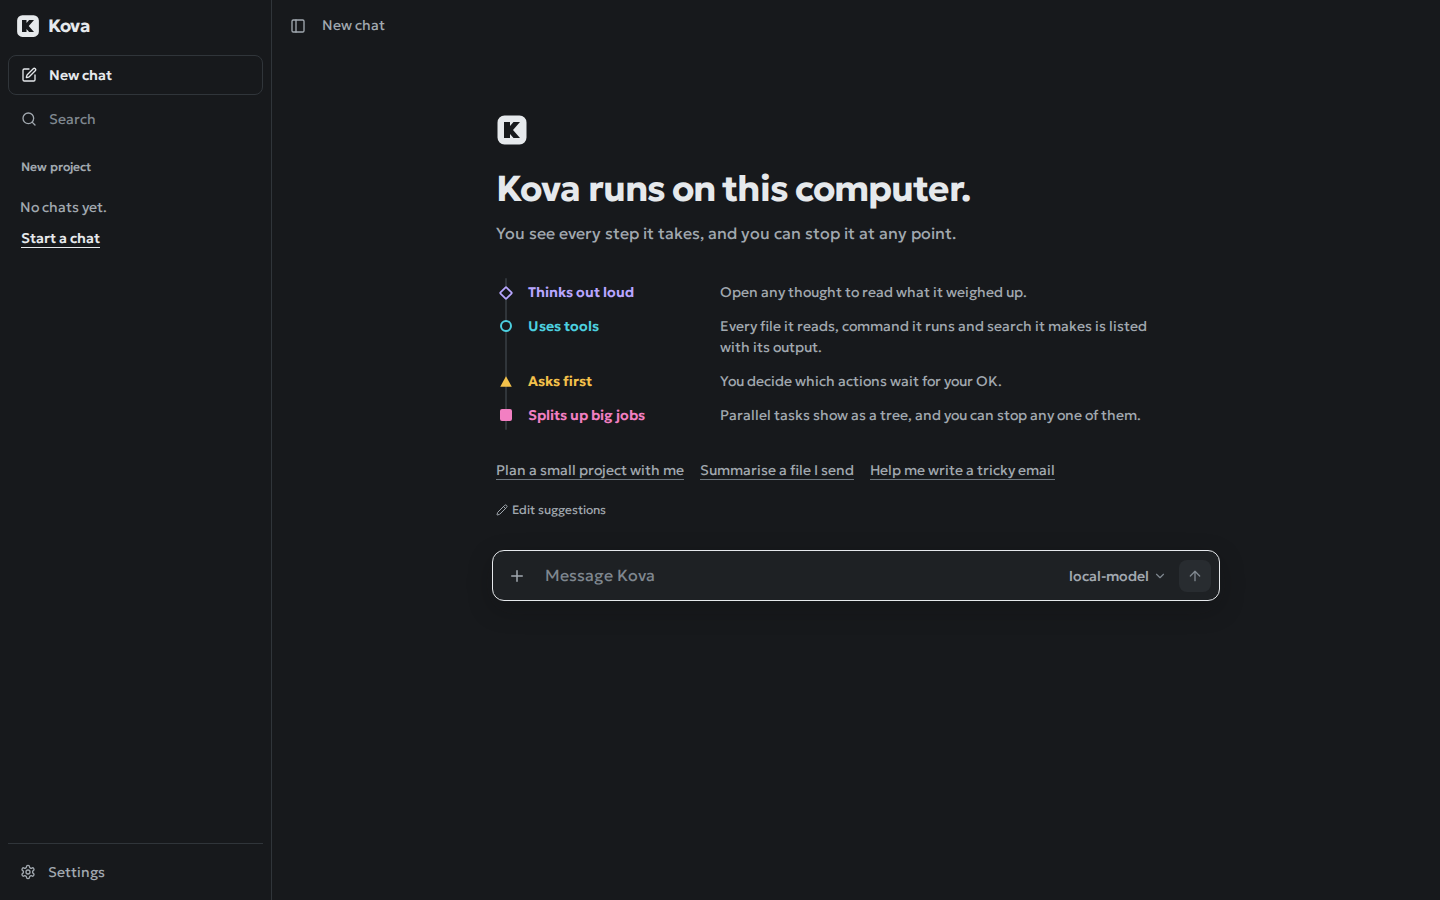 Kova
New chat
Search
New project
No chats yet.
Start a chat
Settings
New chat
Kova runs on this computer.
You see every step it takes, and you can stop it at any point.
Thinks out loud
Open any thought to read what it weighed up.
Uses tools
Every file it reads, command it runs and search it makes is listed
with its output.
Asks first
You decide which actions wait for your OK.
Splits up big jobs
Parallel tasks show as a tree, and you can stop any one of them.
Plan a small project with me
Summarise a file I send
Help me write a tricky email
Edit suggestions
Message Kova
local-model